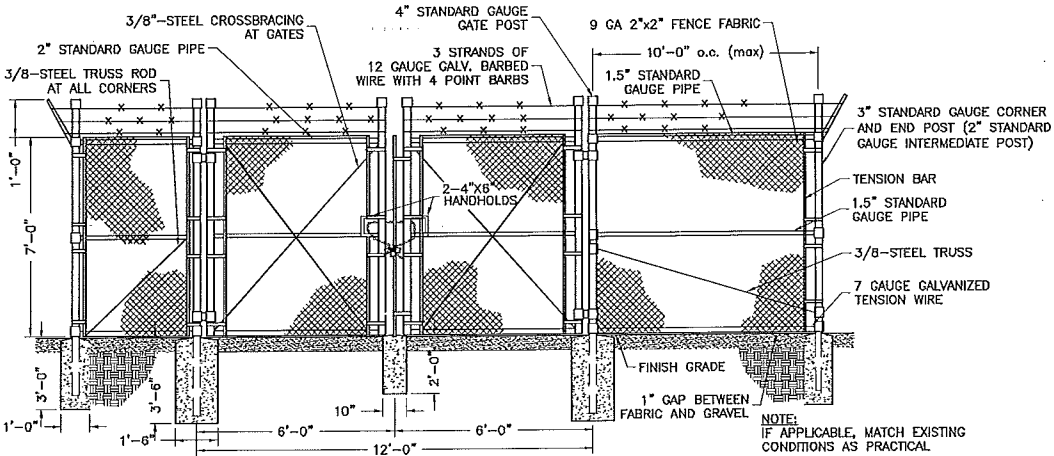 3/8"-STEEL CROSSBRACING
AT GATES
4" STANDARD GAUGE
GATE POST
9 GA 2"x2" FENCE FABRIC
2" STANDARD GAUGE PIPE
3 STRANDS OF
12 GAUGE GALV. BARBED
WIRE WITH 4 POINT BARBS
10'-0" o.c. (max)
3/8-STEEL TRUSS ROD
AT ALL CORNERS
1.5" STANDARD
GAUGE PIPE
3" STANDARD GAUGE CORNER
AND END POST (2" STANDARD
GAUGE INTERMEDIATE POST)
1'-0"
2-4"X6"
HANDHOLDS
TENSION BAR
1.5" STANDARD
GAUGE PIPE
7'-0"
3/8-STEEL TRUSS
7 GAUGE GALVANIZED
TENSION WIRE
FINISH GRADE
3'-0"
3'-6"
2'-0"
1" GAP BETWEEN
FABRIC AND GRAVEL
1'-0"
1'-6"
10"
6'-0"
6'-0"
12'-0"
NOTE:
IF APPLICABLE, MATCH EXISTING
CONDITIONS AS PRACTICAL